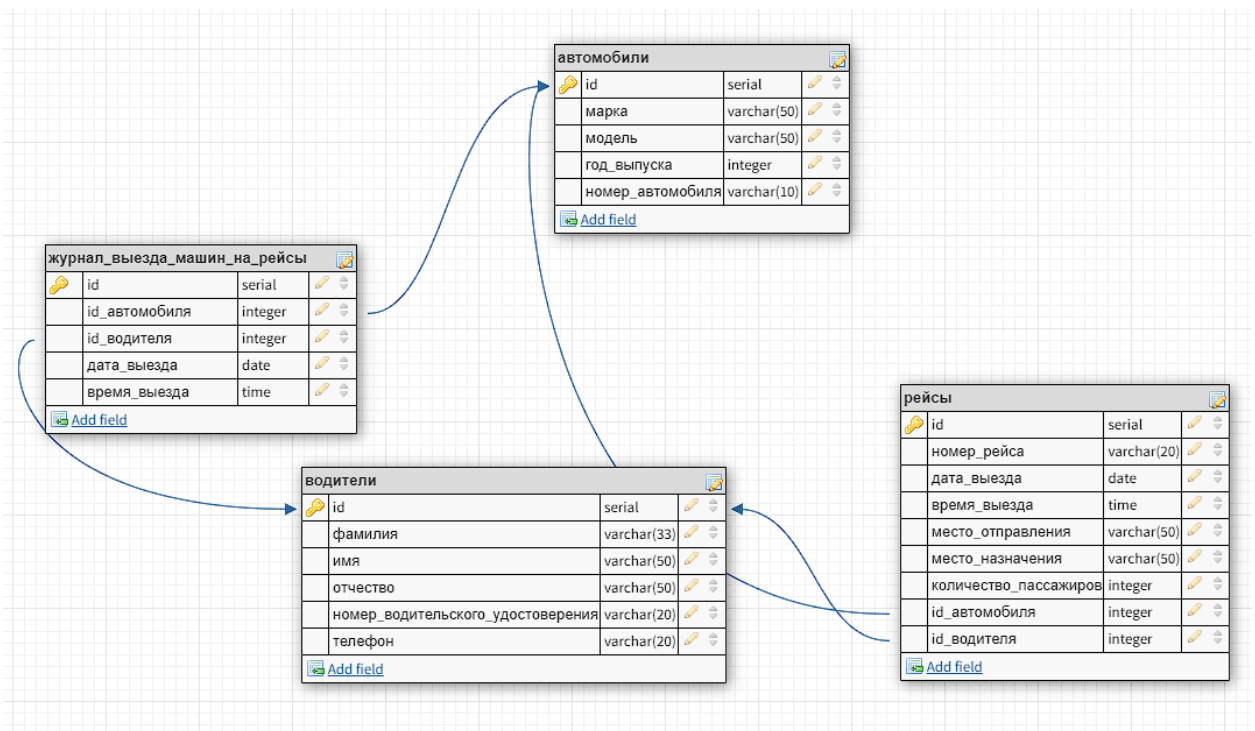 автомобили
id serial
марка varchar(50)
модель varchar(50)
год_выпуска integer
номер_автомобиля varchar(10)
Add field
журнал_выезда_машин_на_рейсы
id serial
id_автомобиля integer
id_водителя integer
дата_выезда date
время_выезда time
Add field
рейсы
id serial
номер_рейса varchar(20)
дата_выезда date
время_выезда time
место_отправления varchar(50)
место_назначения varchar(50)
количество_пассажиров integer
id_автомобиля integer
id_водителя integer
Add field
водители
id serial
фамилия varchar(33)
имя varchar(50)
отчество varchar(50)
номер_водительского_удостоверения varchar(20)
телефон varchar(20)
Add field